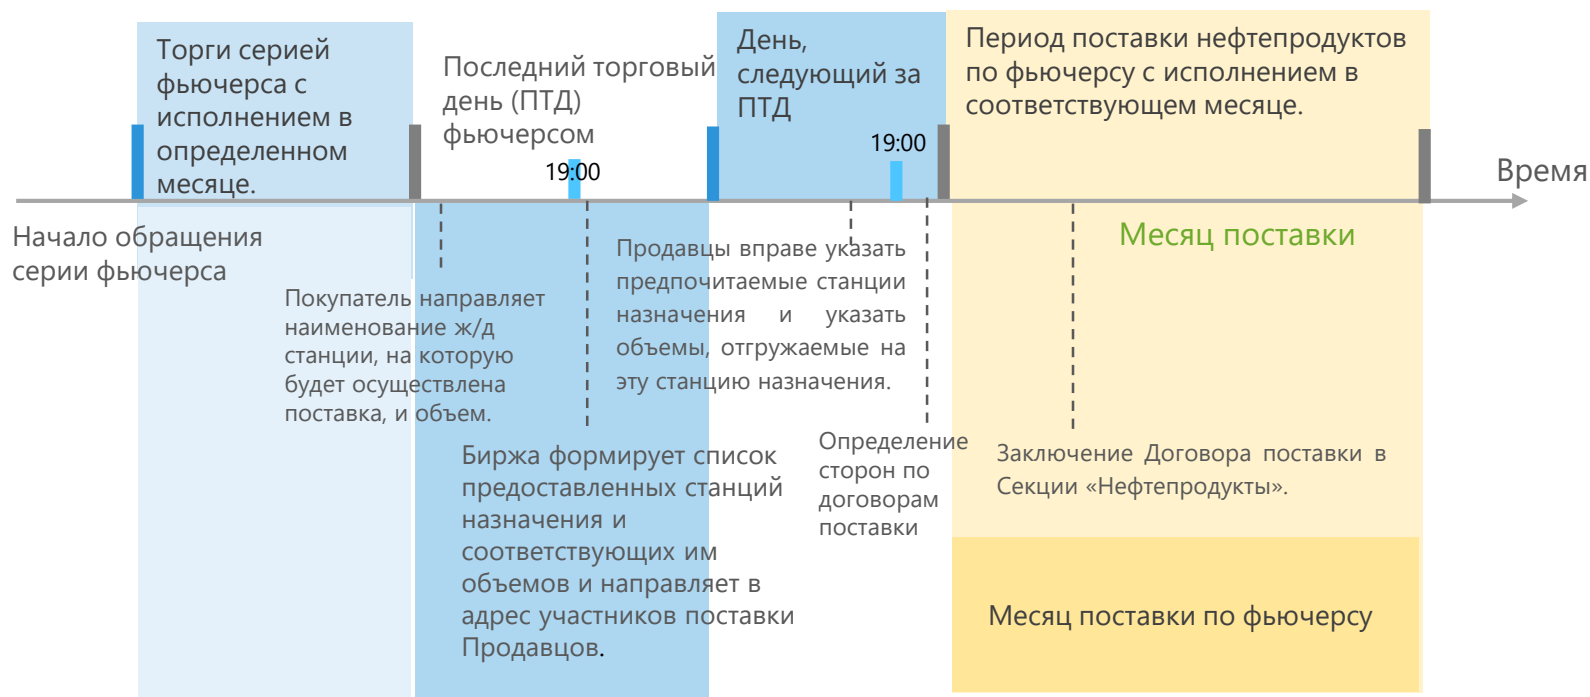 Торги серией
фьючерса с
исполнением в
определенном
месяце.
Последний торговый
день (ПТД)
фьючерсом
19:00
День,
следующий за
ПТД
19:00
Период поставки нефтепродуктов
по фьючерсу с исполнением в
соответствующем месяце.
Время
Начало обращения
серии фьючерса
Месяц поставки
Покупатель направляет
наименование ж/д
станции, на которую
будет осуществлена
поставка, и объем.
Продавцы вправе указать
предпочитаемые станции
назначения и указать
объемы, отгружаемые на
эту станцию назначения.
Биржа формирует список
предоставленных станций
назначения и
соответствующих им
объемов и направляет в
адрес участников поставки
Продавцов.
Определение
сторон по
договорам
поставки
Заключение Договора поставки в
Секции «Нефтепродукты».
Месяц поставки по фьючерсу